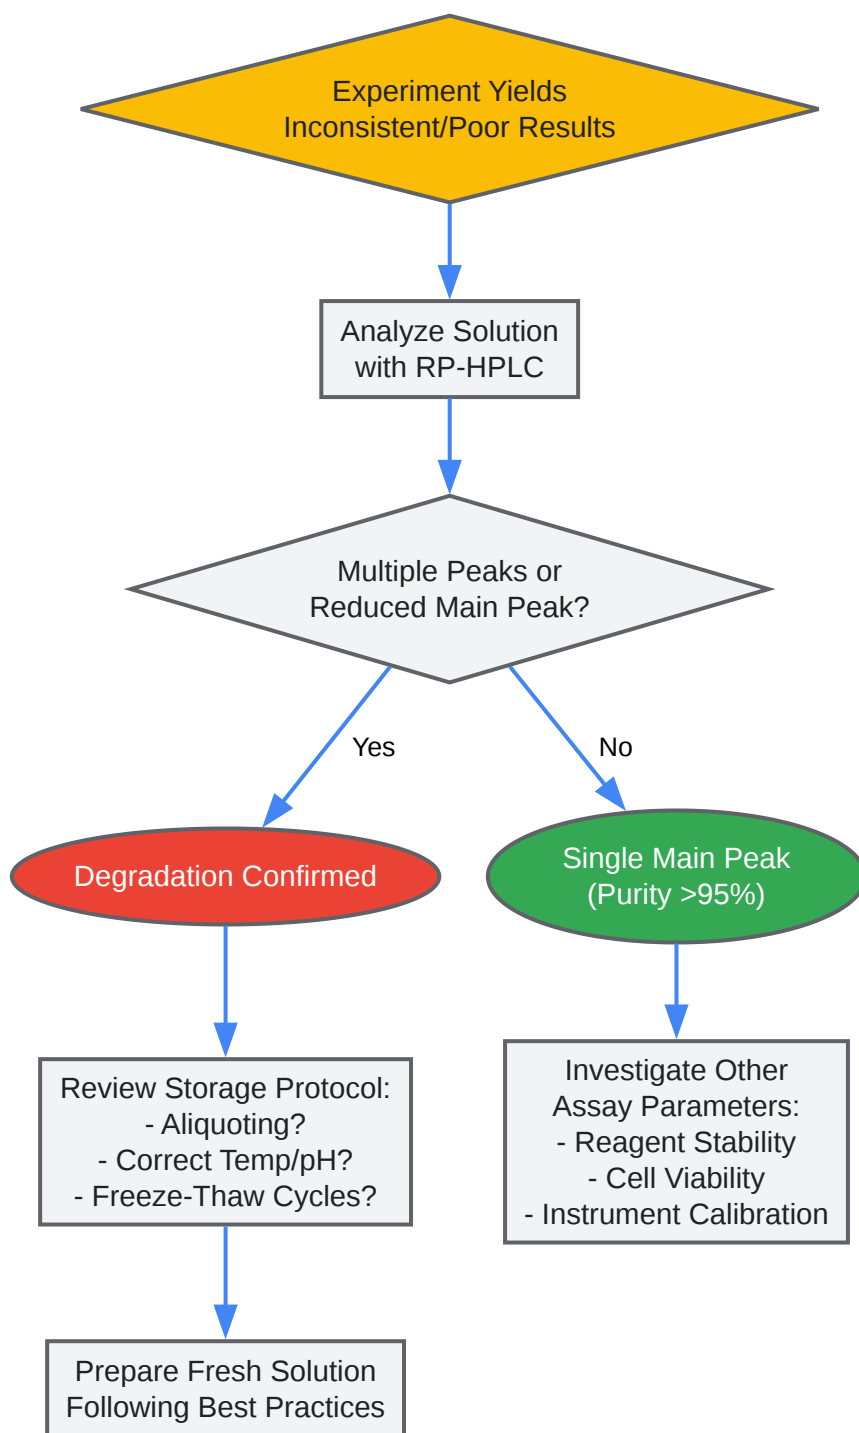 Experiment Yields
Inconsistent/Poor Results
Analyze Solution
with RP-HPLC
Multiple Peaks or
Reduced Main Peak?
Yes
No
Degradation Confirmed
Single Main Peak
(Purity >95%)
Review Storage Protocol:
- Aliquoting?
- Correct Temp/pH?
- Freeze-Thaw Cycles?
Investigate Other
Assay Parameters:
- Reagent Stability
- Cell Viability
- Instrument Calibration
Prepare Fresh Solution
Following Best Practices